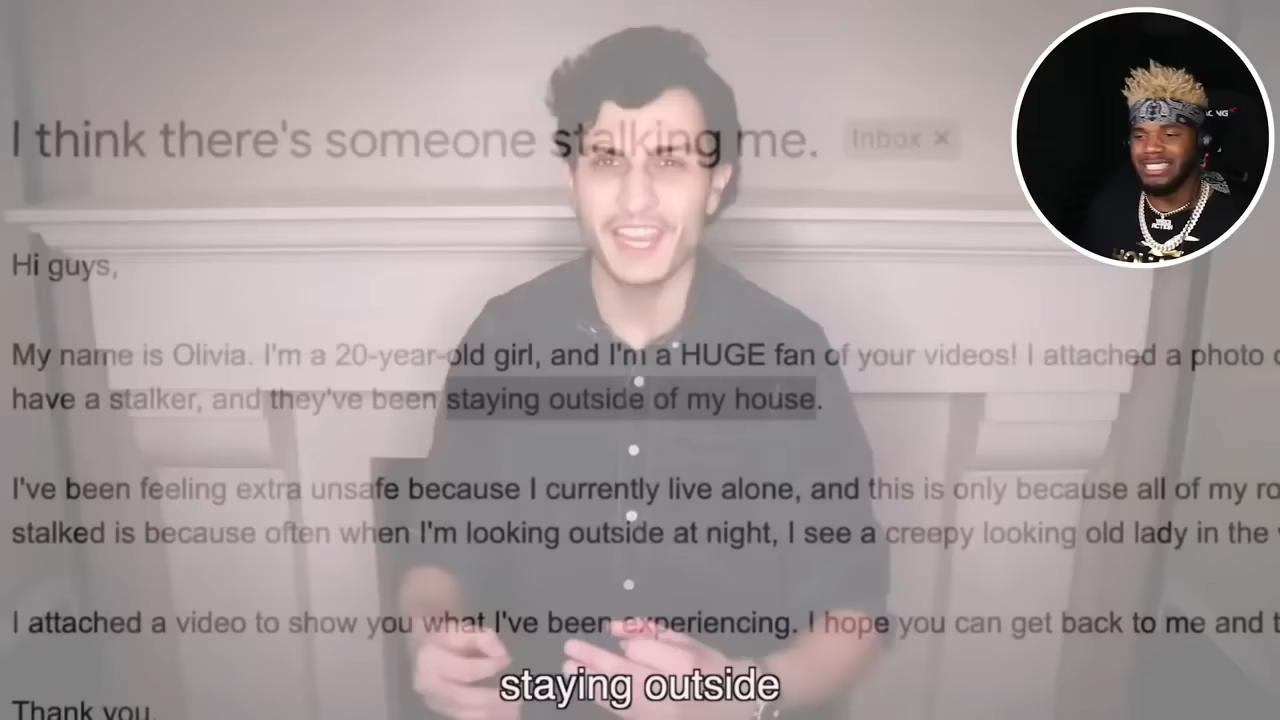 I think there's someone stalking me. Inbox ×
Hi guys,
My name is Olivia. I'm a 20-year-old girl, and I'm a HUGE fan of your videos! I attached a photo
have a stalker, and they've been staying outside of my house.
I've been feeling extra unsafe because I currently live alone, and this is only because all of my
stalked is because often when I'm looking outside at night, I see a creepy looking old lady in the
I attached a video to show you what I've been experiencing. I hope you can get back to me and
staying outside
Thank you,